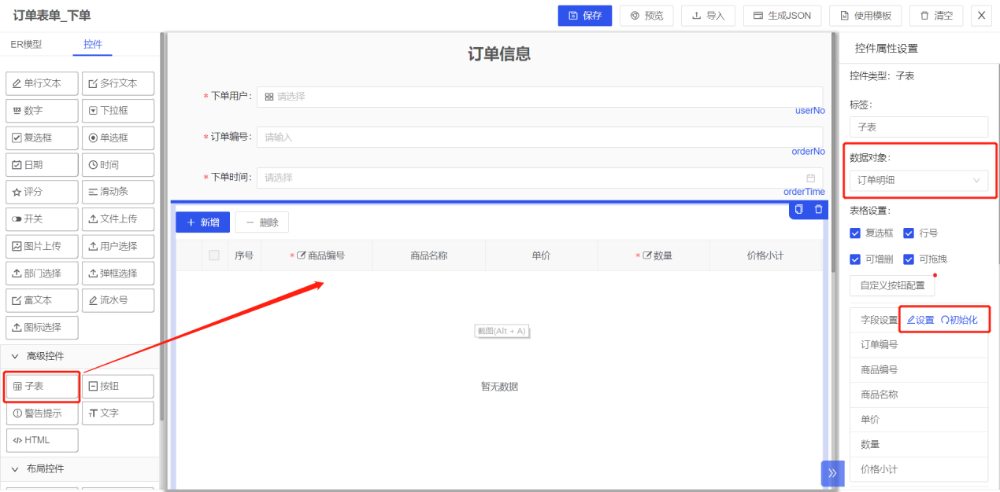 订单表单_下单
保存 预览 导入 生成JSON 使用模板 清空
ER模型 控件
单行文本 多行文本
数字 下拉框
复选框 单选框
日期 时间
评分 滑动条
开关 文件上传
图片上传 用户选择
部门选择 弹框选择
富文本 流水号
图标选择
高级控件
子表 按钮
警告提示 文字
HTML
布局控件
订单信息
*下单用户: 请选择
userNo
*订单编号: 请输入
orderNo
*下单时间: 请选择
orderTime
新增 删除
序号 *商品编号 商品名称 单价 *数量 价格小计
截图(Alt + A)
暂无数据
控件属性设置
控件类型: 子表
标签:
子表
数据对象:
订单明细
表格设置:
复选框 行号
可增删 可拖拽
自定义按钮配置
字段设置 设置 初始化
订单编号
商品编号
商品名称
单价
数量
价格小计